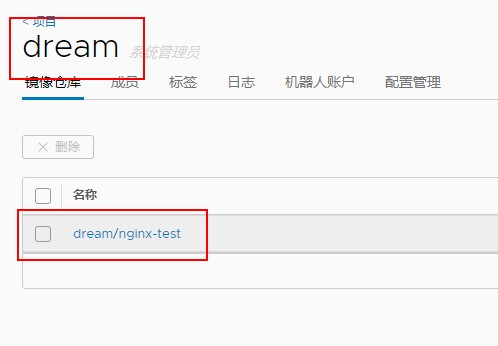 < 项目
dream 系统管理员
镜像仓库 成员 标签 日志 机器人账户 配置管理
× 删除
名称
dream/nginx-test